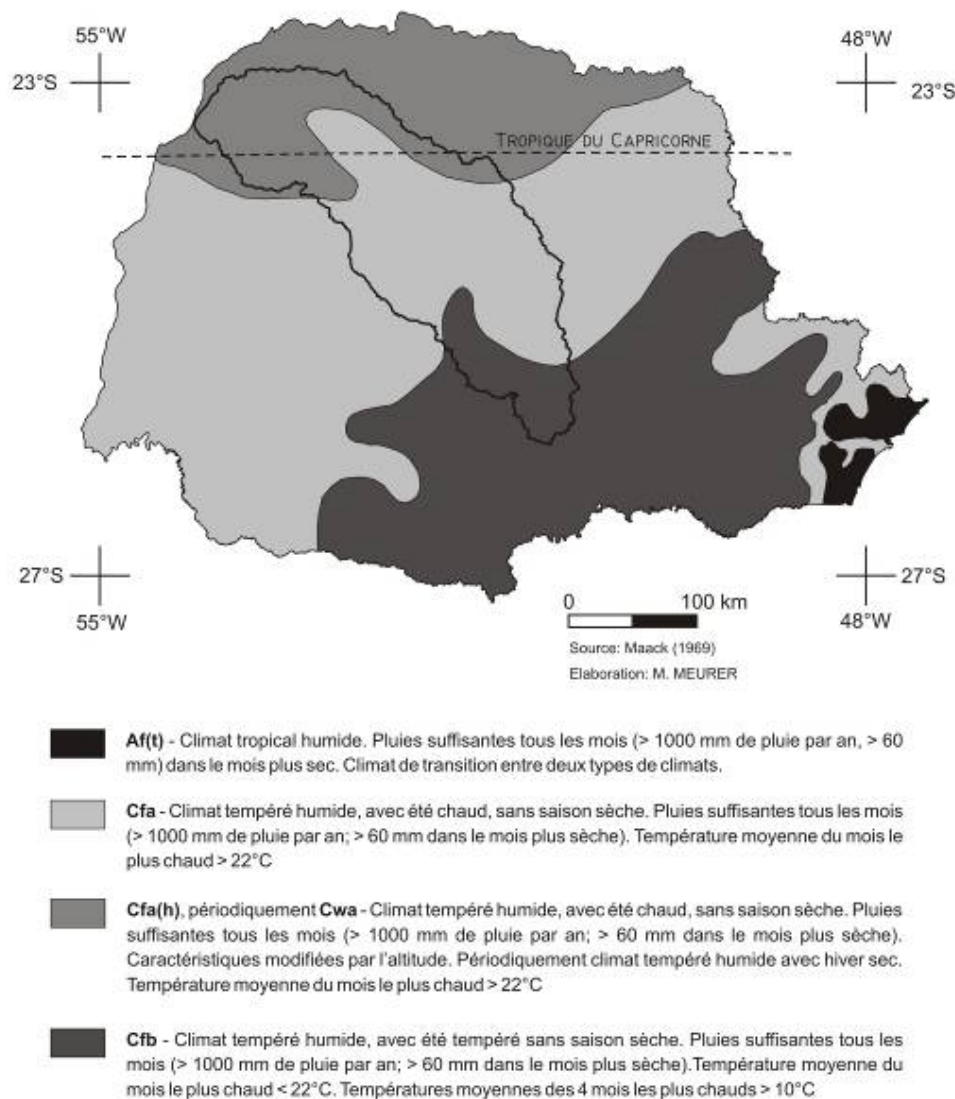 55°W
48°W
23°S
23°S
TROPIQUE DU CAPRICORNE
27°S
27°S
55°W
48°W
0 100 km
Source: Maack (1969)
Elaboration: M. MEURER
Af(t) - Climat tropical humide. Pluies suffisantes tous les mois (> 1000 mm de pluie par an, > 60
mm) dans le mois plus sec. Climat de transition entre deux types de climats.
Cfa - Climat tempéré humide, avec été chaud, sans saison sèche. Pluies suffisantes tous les mois
(> 1000 mm de pluie par an; > 60 mm dans le mois plus sèche). Température moyenne du mois le
plus chaud > 22°C
Cfa(h), périodiquement Cwa - Climat tempéré humide, avec été chaud, sans saison sèche. Pluies
suffisantes tous les mois (> 1000 mm de pluie par an; > 60 mm dans le mois plus sèche).
Caractéristiques modifiées par l'altitude. Périodiquement climat tempéré humide avec hiver sec.
Température moyenne du mois le plus chaud > 22°C
Cfb - Climat tempéré humide, avec été tempéré sans saison sèche. Pluies suffisantes tous les
mois (> 1000 mm de pluie par an; > 60 mm dans le mois plus sèche).Température moyenne du
mois le plus chaud < 22°C. Températures moyennes des 4 mois les plus chauds > 10°C